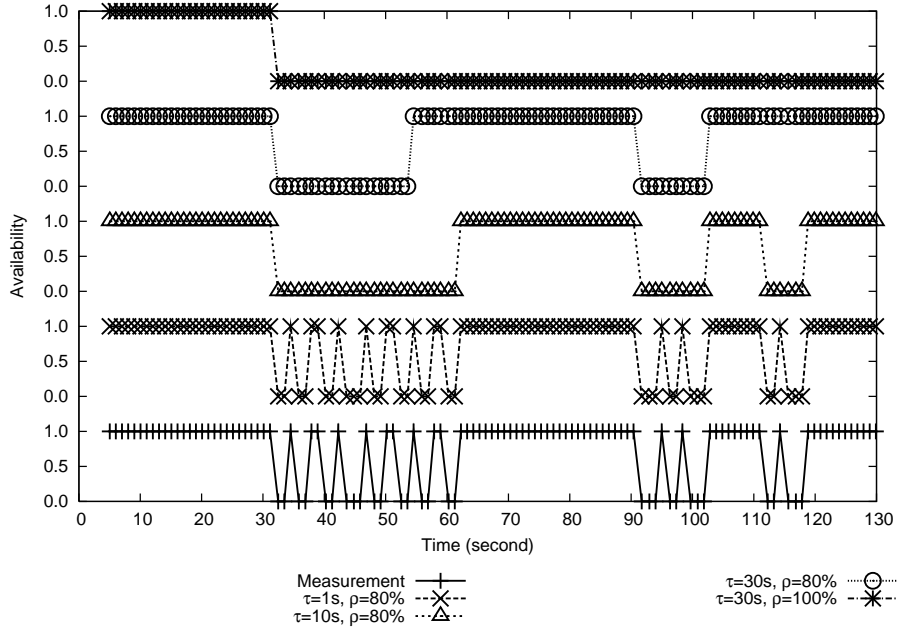 1.0
0.5
0.0
1.0
0.5
0.0
1.0
0.5
0.0
1.0
0.5
0.0
1.0
0.5
0.0
Availability
0 10 20 30 40 50 60 70 80 90 100 110 120 130
Time (second)
Measurement
τ=1s, ρ=80%
τ=10s, ρ=80%
τ=30s, ρ=80%
τ=30s, ρ=100%